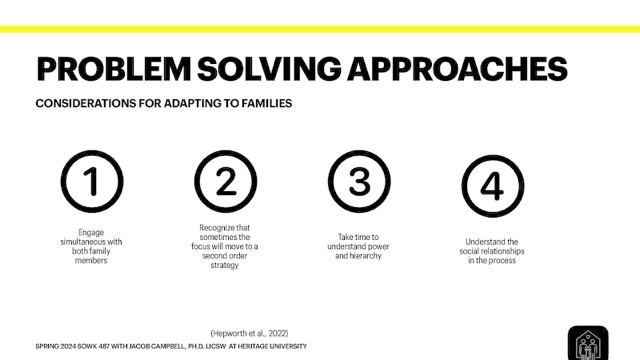 PROBLEM SOLVING APPROACHES
CONSIDERATIONS FOR ADAPTING TO FAMILIES
1
Engage
simultaneous with
both family
members
2
Recognize that
sometimes the
focus will move to a
second order
strategy
3
Take time to
understand power
and hierarchy
4
Understand the
social relationships
in the process
(Hepworth et al., 2022)
SPRING 2024 SOWK 487 WITH JACOB CAMPBELL, PH.D. LICSW AT HERITAGE UNIVERSITY